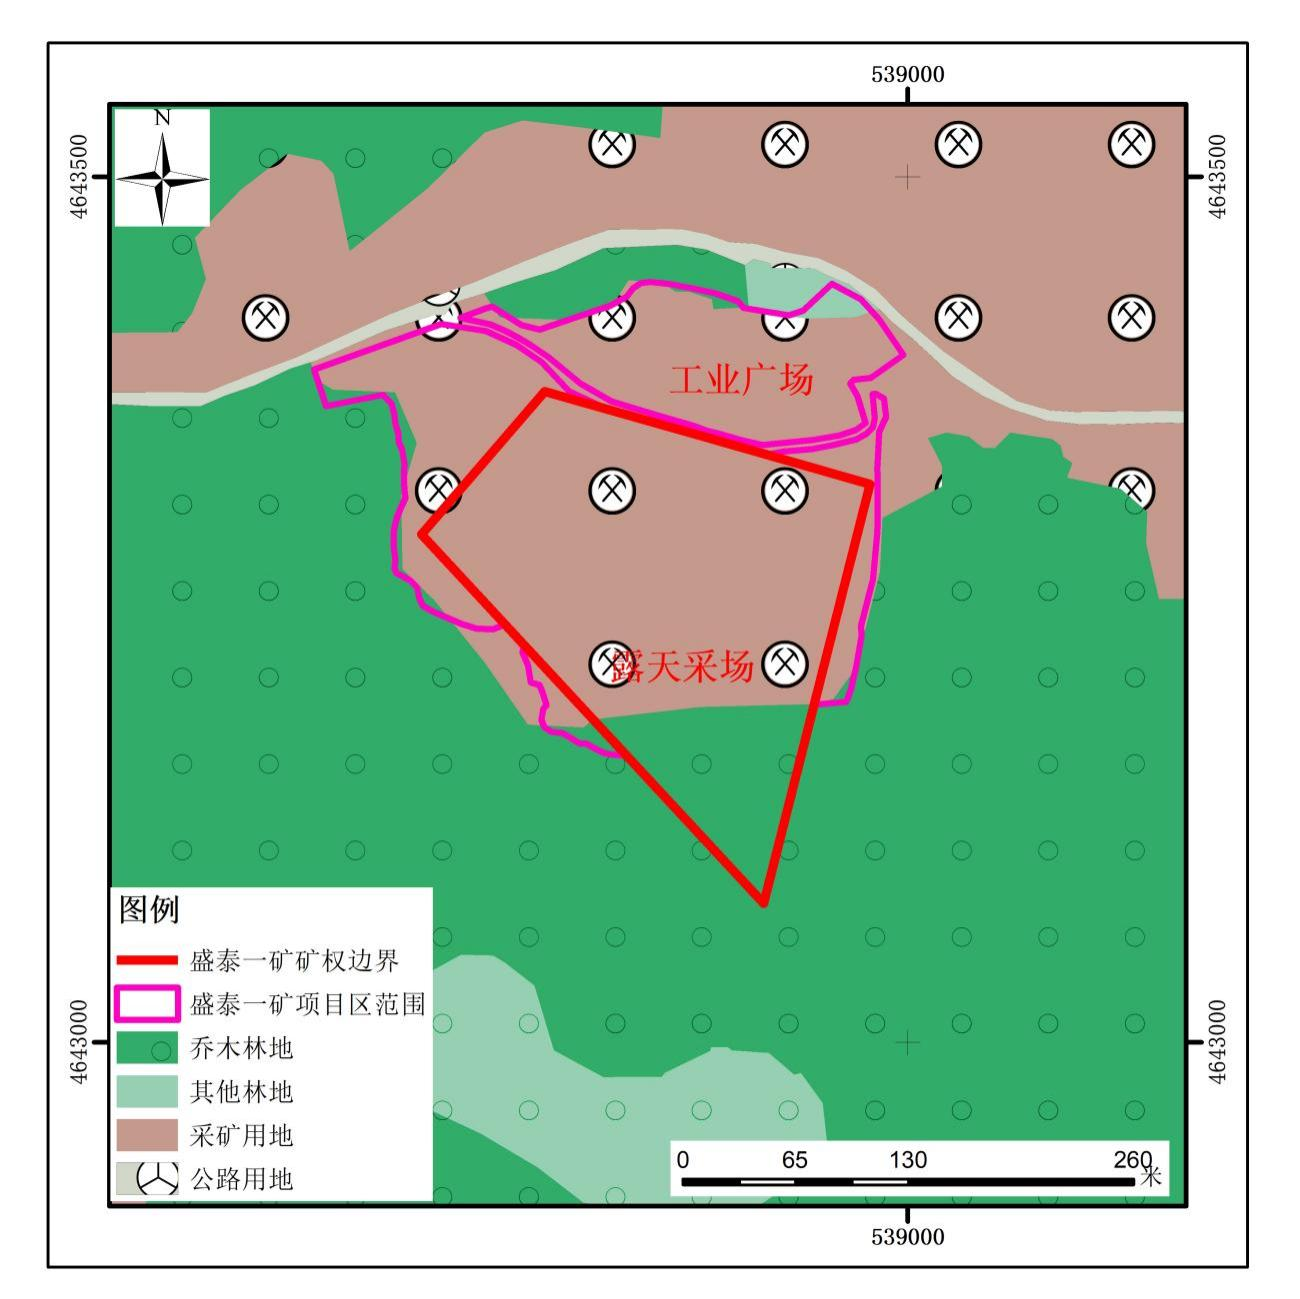 539000
N
4643500
4643500
工业广场
露天采场
图例
盛泰一矿矿权边界
盛泰一矿项目区范围
乔木林地
其他林地
采矿用地
公路用地
4643000
4643000
0 65 130 260
米
539000